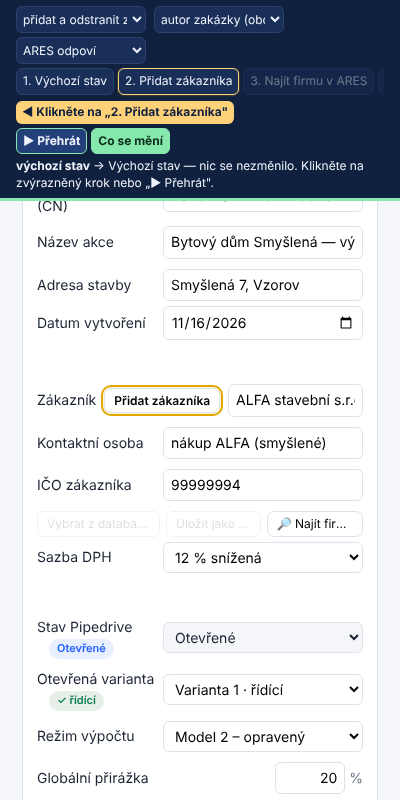 přidat a odstranit z
autor zakázky (obc
ARES odpoví
1. Výchozí stav
2. Přidat zákazníka
3. Najít firmu v ARES
◀ Klikněte na „2. Přidat zákazníka"
▶ Přehrát
Co se mění
výchozí stav → Výchozí stav — nic se nezměnilo. Klikněte na
zvýrazněný krok nebo „▶ Přehrát".
(CN)
Název akce
Bytový dům Smyšlená — vý
Adresa stavby
Smyšlená 7, Vzorov
Datum vytvoření
11/16/2026
Zákazník
Přidat zákazníka
ALFA stavební s.r.o
Kontaktní osoba
nákup ALFA (smyšlené)
IČO zákazníka
99999994
Vybrat z databá...
Uložit jako ...
🔎 Najít fir...
Sazba DPH
12 % snížená
Stav Pipedrive
Otevřené
Otevřené
Otevřená varianta
✓ řídící
Varianta 1 · řídící
Režim výpočtu
Model 2 – opravený
Globální přirážka
20 %